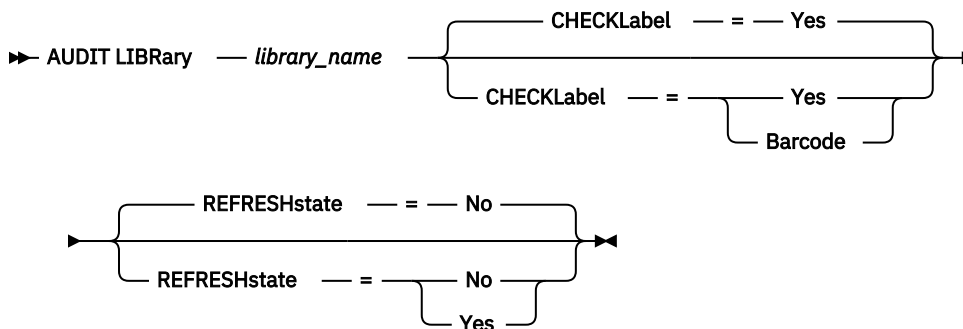 CHECKLabel = Yes
AUDIT LIBRary library_name
CHECKLabel = Yes
Barcode
REFRESHstate = No
REFRESHstate = No
Yes